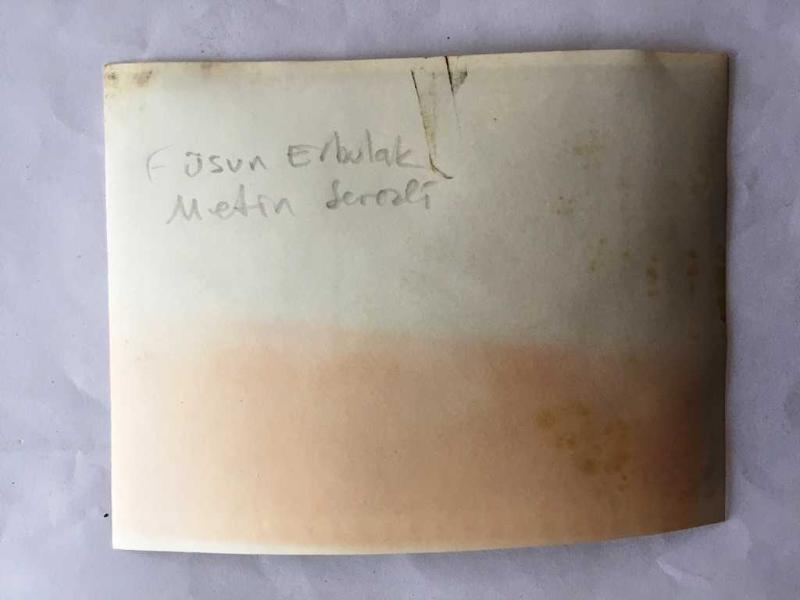 Füsun Erbulak
Metin Serezli